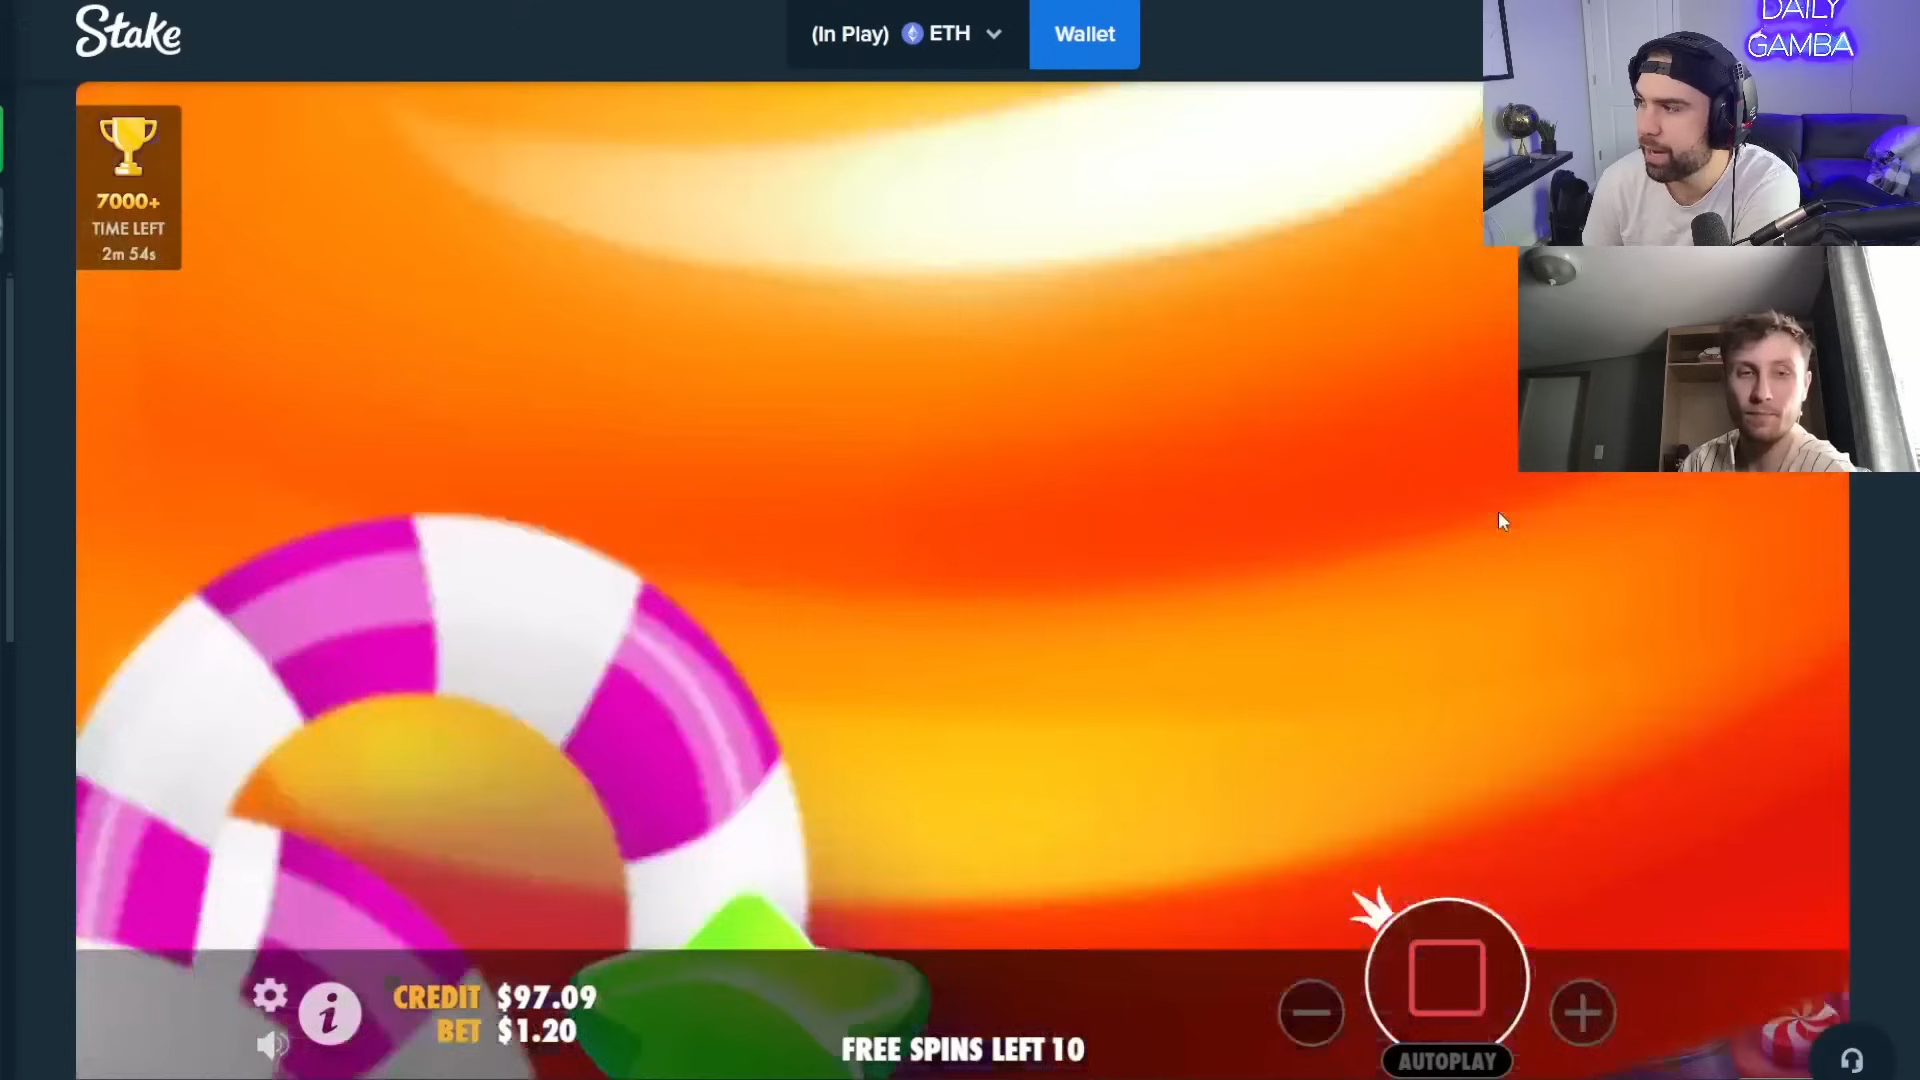 Stake
(In Play) ETH
Wallet
DAILY
GAMBA
7000+
TIME LEFT
2m 54s
CREDIT $97.09
BET $1.20
FREE SPINS LEFT 10
AUTOPLAY